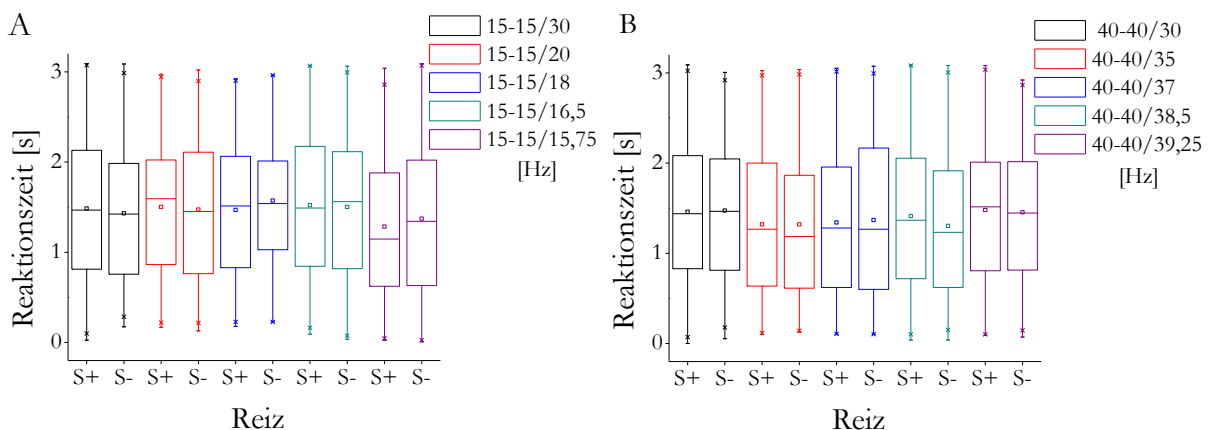 A
Reaktionszeit [s]
3
2
1
0
S+ S- S+ S- S+ S- S+ S- S+ S-
Reiz
15-15/30
15-15/20
15-15/18
15-15/16,5
15-15/15,75
[Hz]
B
Reaktionszeit [s]
3
2
1
0
S+ S- S+ S- S+ S- S+ S- S+ S-
Reiz
40-40/30
40-40/35
40-40/37
40-40/38,5
40-40/39,25
[Hz]